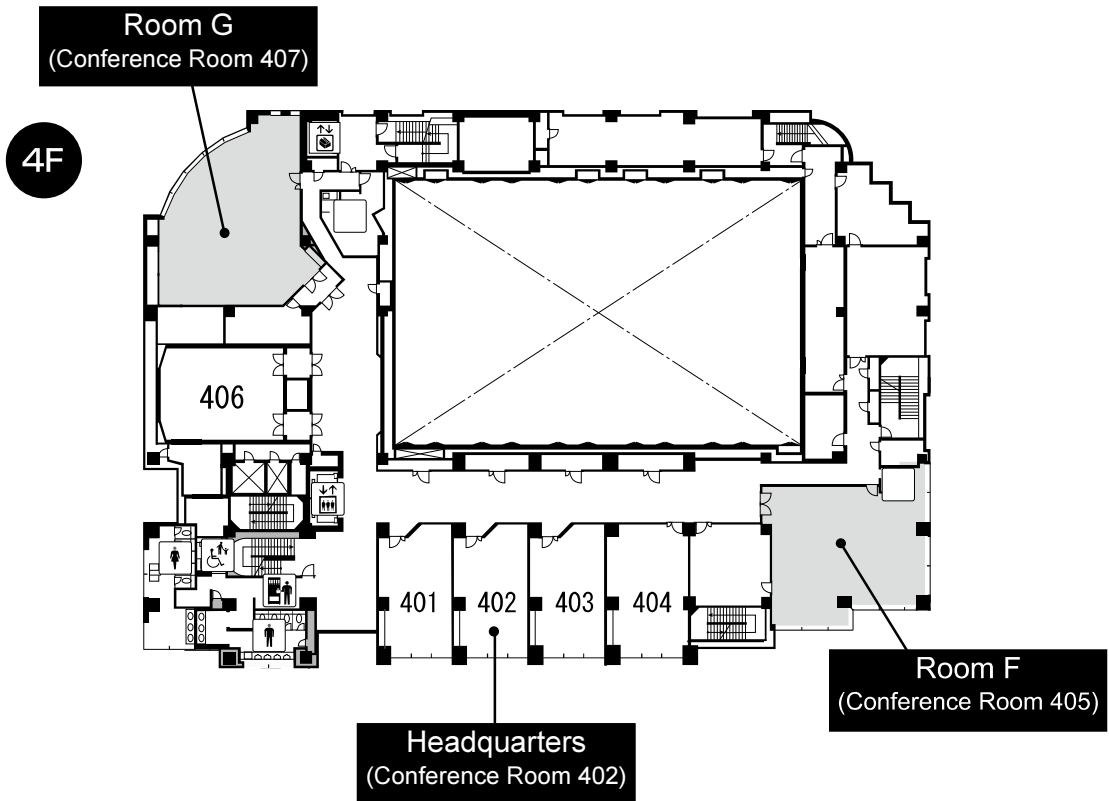 Room G
(Conference Room 407)
4F
406
401
402
403
404
Room F
(Conference Room 405)
Headquarters
(Conference Room 402)